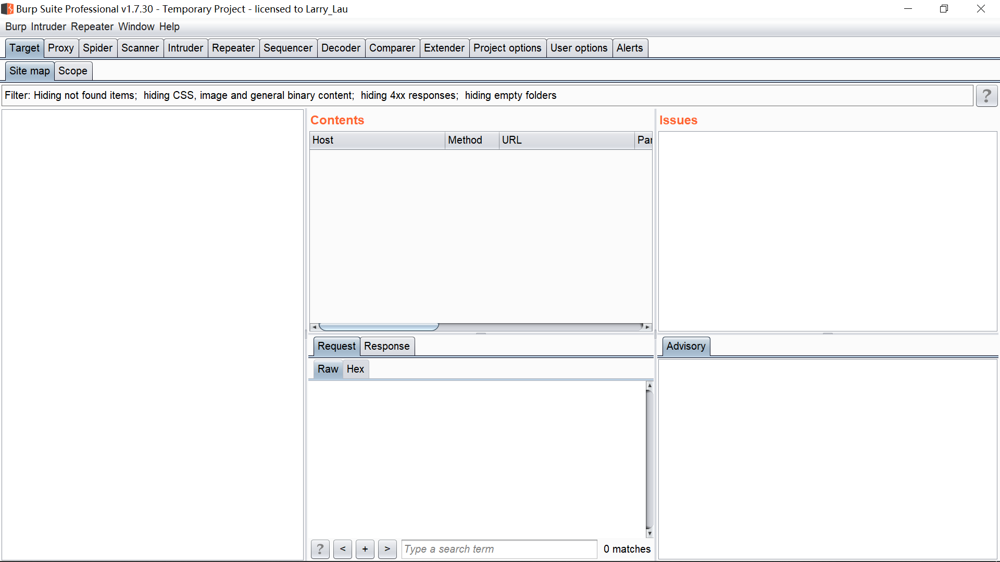 Burp Suite Professional v1.7.30 - Temporary Project - licensed to Larry_Lau
Burp Intruder Repeater Window Help
Target Proxy Spider Scanner Intruder Repeater Sequencer Decoder Comparer Extender Project options User options Alerts
Site map Scope
Filter: Hiding not found items; hiding CSS, image and general binary content; hiding 4xx responses; hiding empty folders
?
Contents
Issues
Host Method URL Par
Request Response
Advisory
Raw Hex
? < + > Type a search term 0 matches